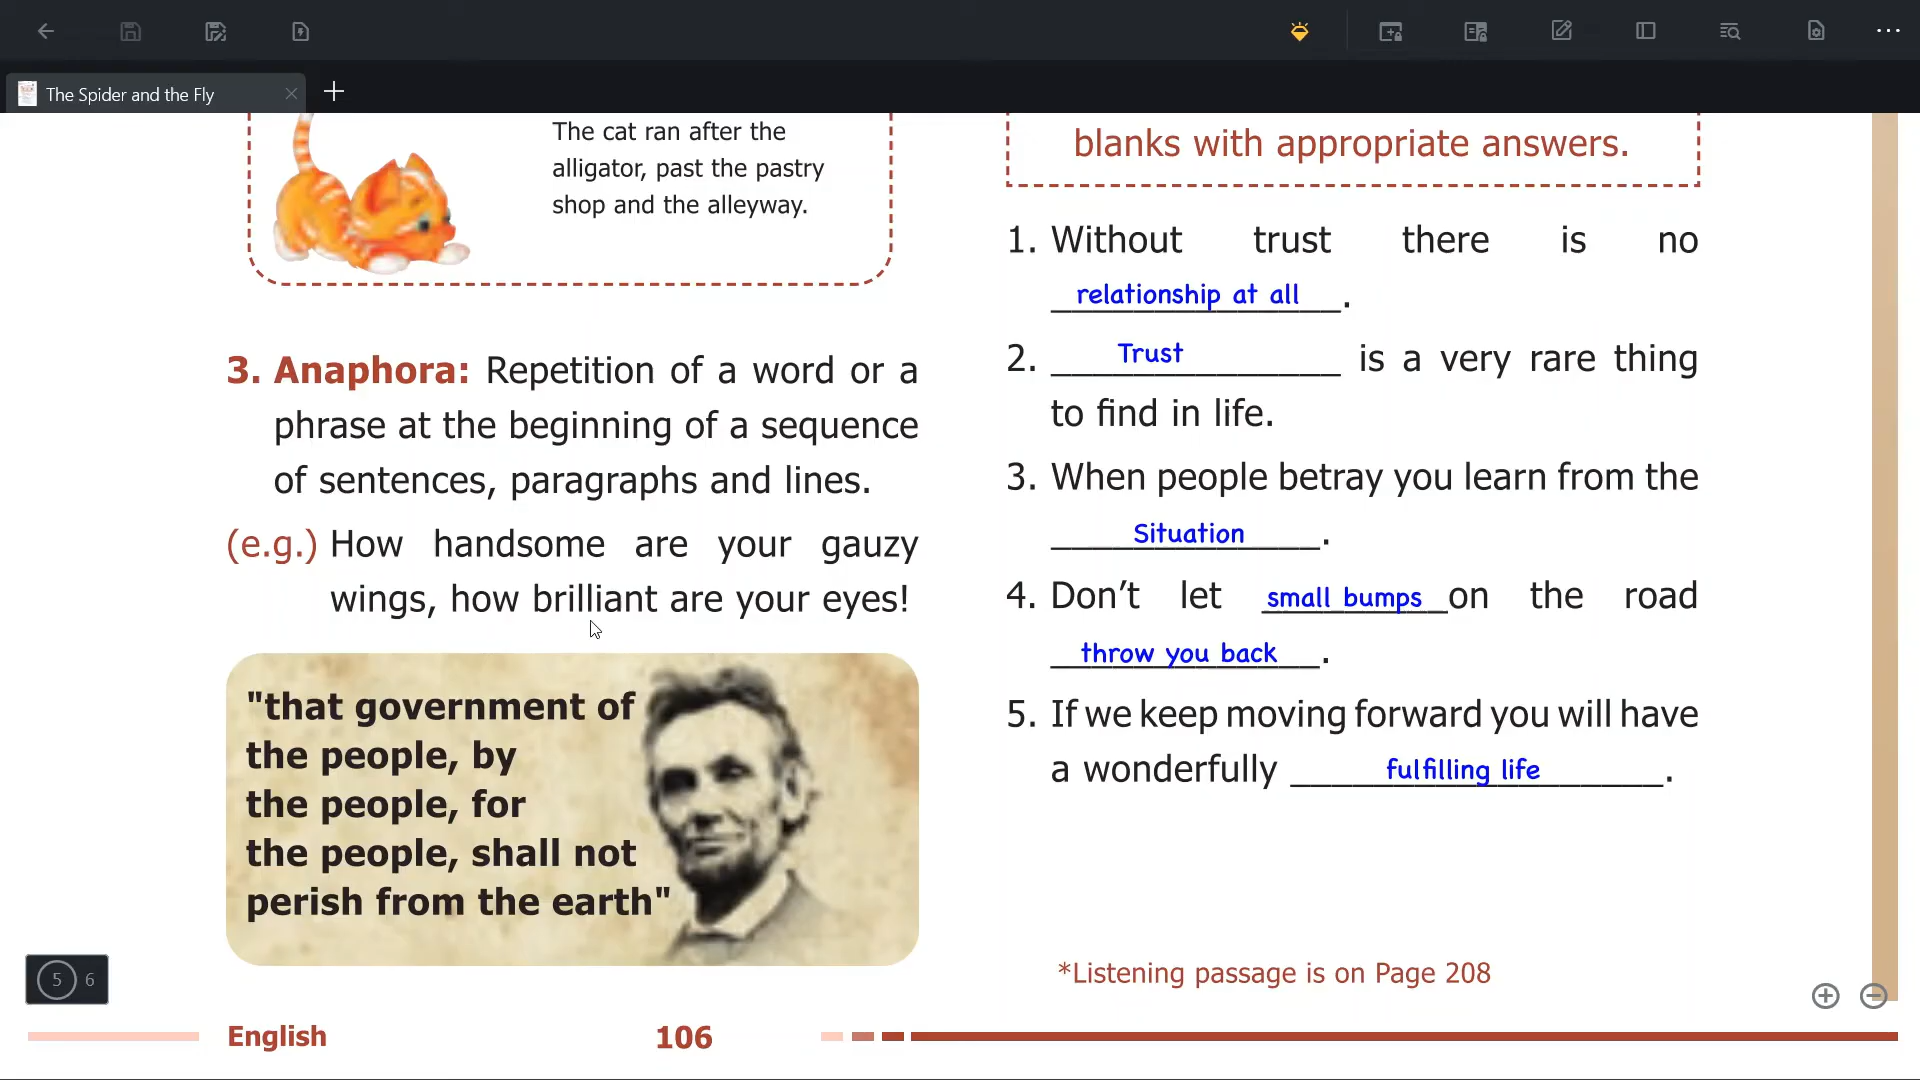 The Spider and the Fly
The cat ran after the
alligator, past the pastry
shop and the alleyway.
3. Anaphora: Repetition of a word or a
phrase at the beginning of a sequence
of sentences, paragraphs and lines.
(e.g.) How handsome are your gauzy
wings, how brilliant are your eyes!
"that government of
the people, by
the people, for
the people, shall not
perish from the earth"
blanks with appropriate answers.
1. Without trust there is no
relationship at all.
2. Trust is a very rare thing
to find in life.
3. When people betray you learn from the
Situation.
4. Don’t let small bumps on the road
throw you back.
5. If we keep moving forward you will have
a wonderfully fulfilling life.
*Listening passage is on Page 208
5 6
English 106